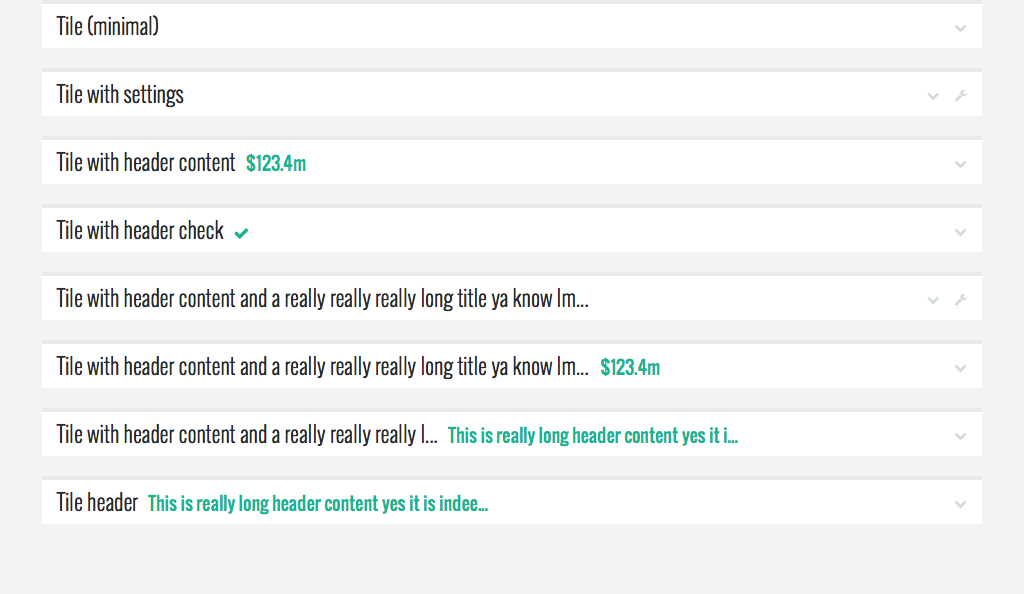 Tile (minimal)
Tile with settings
Tile with header content $123.4m
Tile with header check
Tile with header content and a really really really long title ya know Im...
Tile with header content and a really really really long title ya know Im... $123.4m
Tile with header content and a really really really l... This is really long header content yes it i...
Tile header This is really long header content yes it is indee...